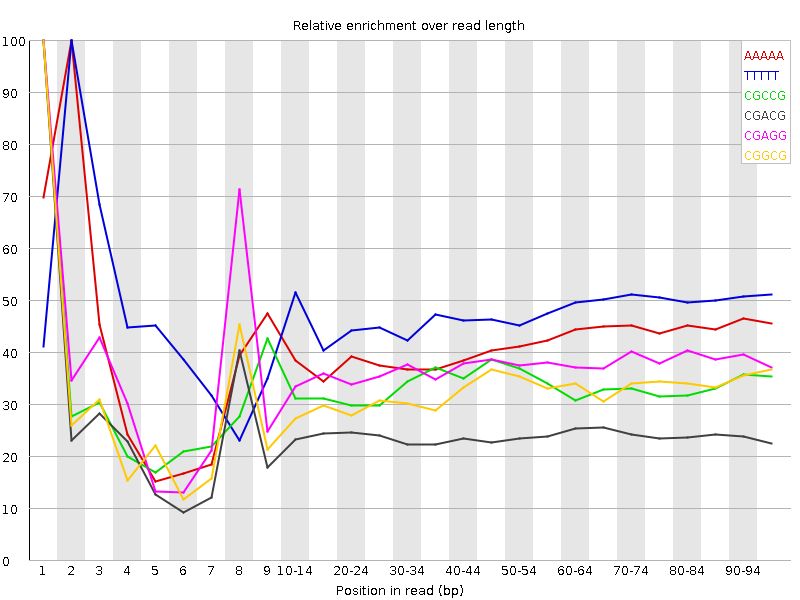 Relative enrichment over read length
100
90
80
70
60
50
40
30
20
10
0
AAAAA
TTTTT
CGCCG
CGACG
CGAGG
CGGCG
1 2 3 4 5 6 7 8 9 10-14 20-24 30-34 40-44 50-54 60-64 70-74 80-84 90-94
Position in read (bp)